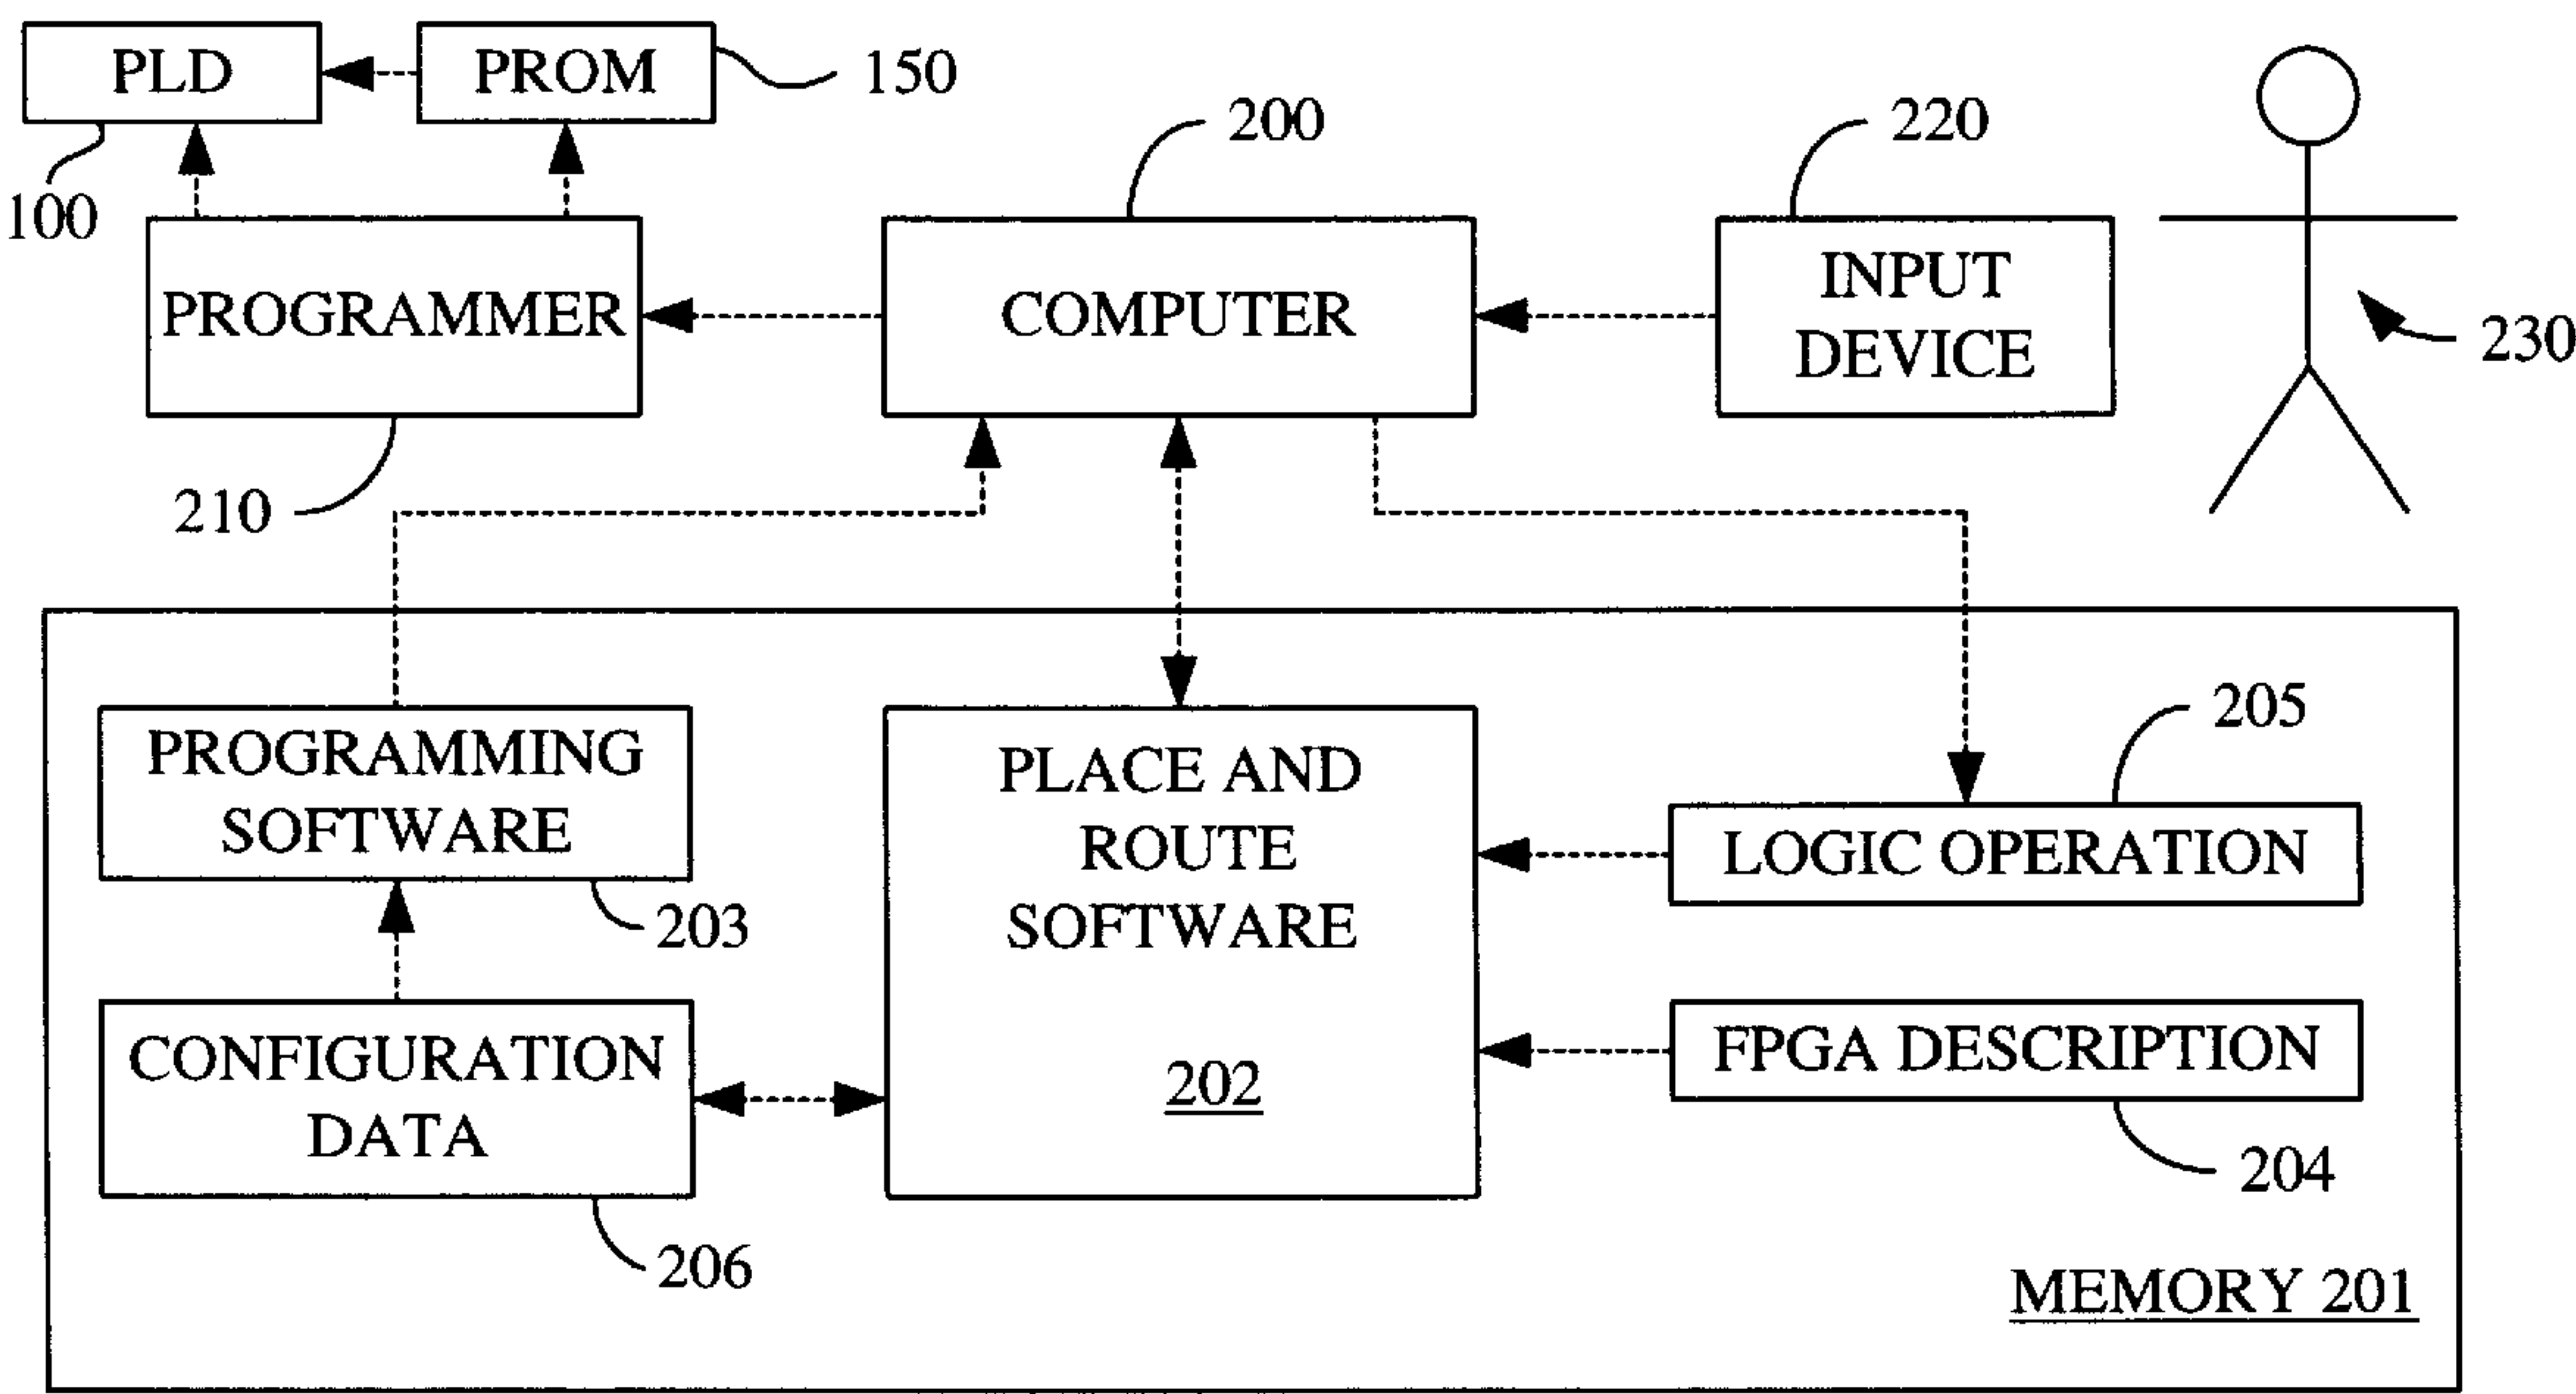 PLD
PROM
150
100
200
220
PROGRAMMER
COMPUTER
INPUT
DEVICE
230
210
PROGRAMMING
SOFTWARE
203
PLACE AND
ROUTE
SOFTWARE
202
205
LOGIC OPERATION
CONFIGURATION
DATA
206
FPGA DESCRIPTION
204
MEMORY 201